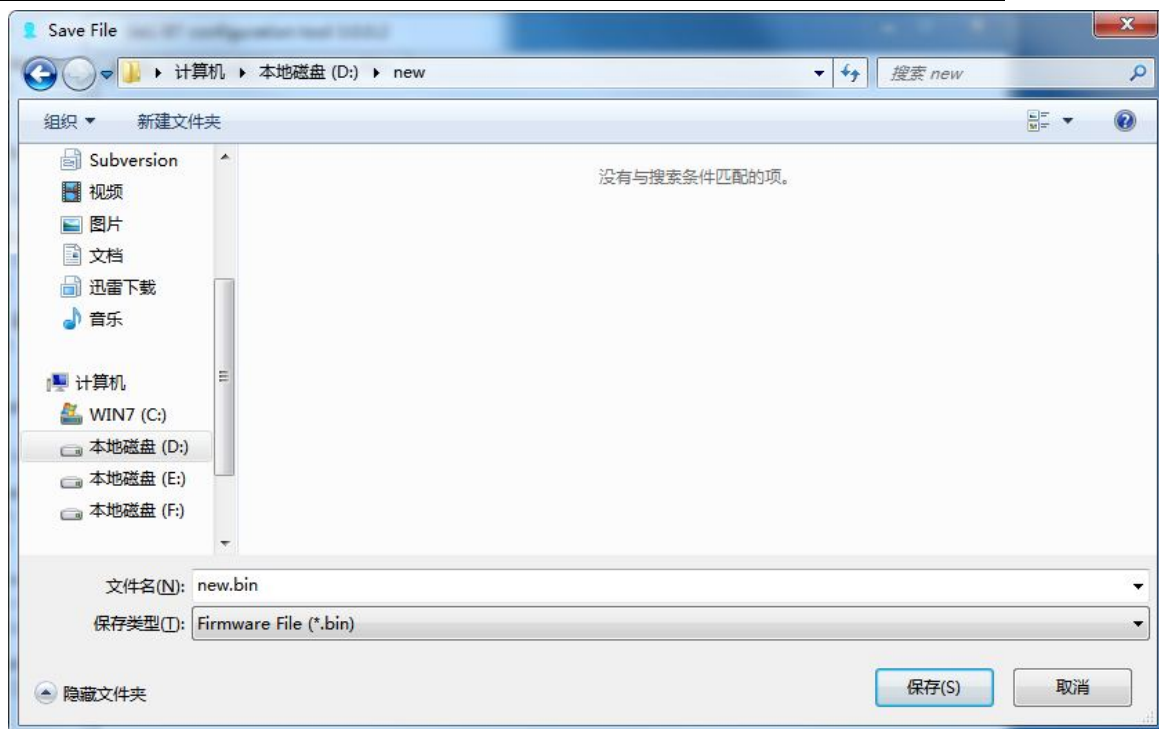 Save File
计算机 本地磁盘 (D:) new
搜索 new
组织 新建文件夹
Subversion
视频
图片
文档
迅雷下载
音乐
计算机
WIN7 (C:)
本地磁盘 (D:)
本地磁盘 (E:)
本地磁盘 (F:)
没有与搜索条件匹配的项。
文件名(N): new.bin
保存类型(T): Firmware File (*.bin)
隐藏文件夹
保存(S) 取消